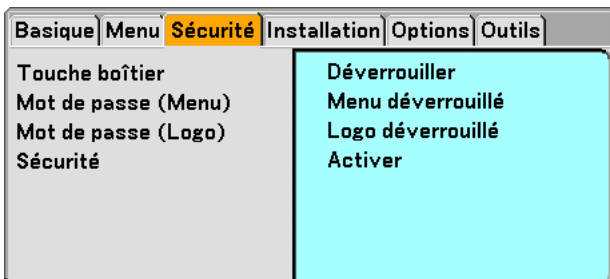 Basique Menu Sécurité Installation Options Outils
Touche boîtier Déverrouiller
Mot de passe (Menu) Menu déverrouillé
Mot de passe (Logo) Logo déverrouillé
Sécurité Activer